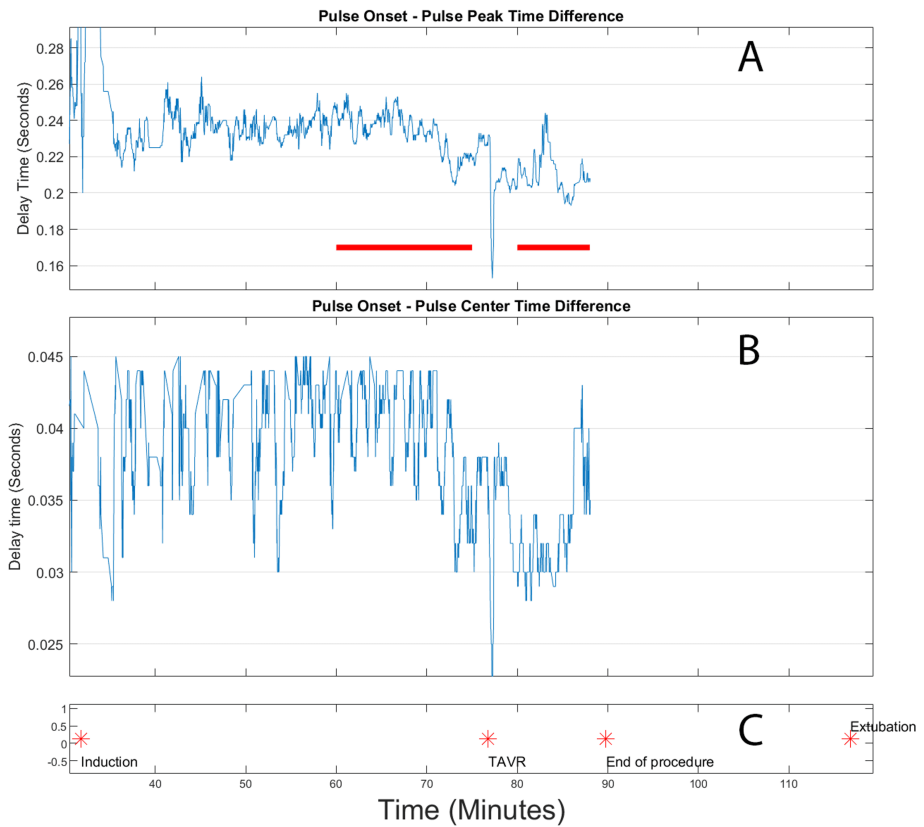 Pulse Onset - Pulse Peak Time Difference
A
Delay Time (Seconds)
0.28
0.26
0.24
0.22
0.2
0.18
0.16
Pulse Onset - Pulse Center Time Difference
B
Delay time (Seconds)
0.045
0.04
0.035
0.03
0.025
C
1
0.5
0
-0.5
Induction
TAVR
End of procedure
Extubation
40 50 60 70 80 90 100 110
Time (Minutes)